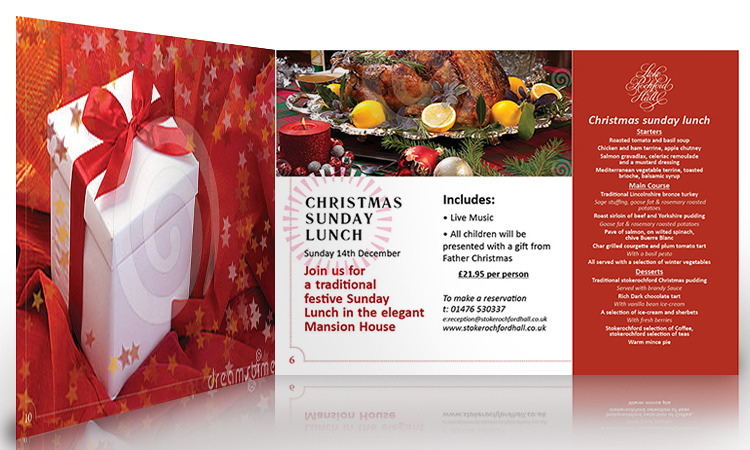 dreamstime
10
CHRISTMAS
SUNDAY
LUNCH
Sunday 14th December
Join us for
a traditional
festive Sunday
Lunch in the elegant
Mansion House
6
Includes:
• Live Music
• All children will be
presented with a gift from
Father Christmas
£21.95 per person
To make a reservation
t: 01476 530337
e:reception@stokerochfordhall.co.uk
www.stokerochfordhall.co.uk
Stoke
Rochford
Hall
Christmas sunday lunch
Starters
Roasted tomato and basil soup
Chicken and ham terrine, apple chutney
Salmon gravadlax, celeriac remoulade
and a mustard dressing
Mediterranean vegetable terrine, toasted
brioche, balsamic syrup
Main Course
Traditional Lincolnshire bronze turkey
Sage stuffing, goose fat & rosemary roasted
potatoes
Roast sirloin of beef and Yorkshire pudding
Goose fat & rosemary roasted potatoes
Pave of salmon, on wilted spinach,
chive Buerre Blanc
Char grilled courgette and plum tomato tart
With a basil pesto
All served with a selection of winter vegetables
Desserts
Traditional stokerochford Christmas pudding
Served with brandy Sauce
Rich Dark chocolate tart
With vanilla bean ice-cream
A selection of ice-cream and sherbets
With fresh berries
Stokerochford selection of Coffee,
stokerochford selection of teas
Warm mince pie